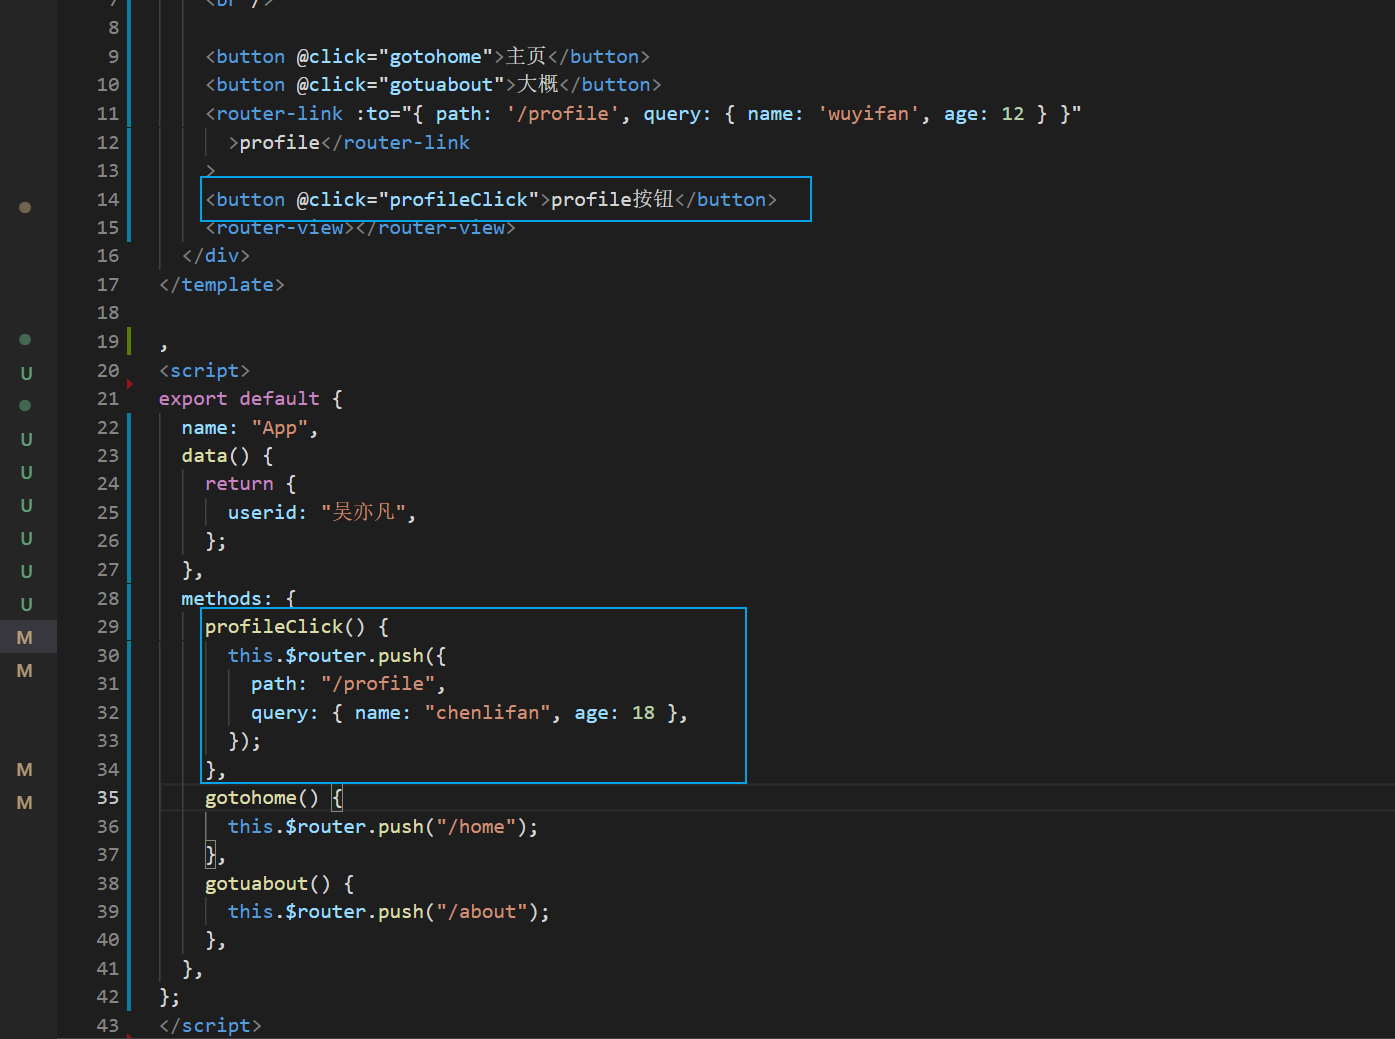 7 <br />
8
9 <button @click="gotohome">主页</button>
10 <button @click="gotuabout">大概</button>
11 <router-link :to="{ path: '/profile', query: { name: 'wuyifan', age: 12 } }"
12 >profile</router-link
13 >
14 <button @click="profileClick">profile按钮</button>
15 <router-view></router-view>
16 </div>
17 </template>
18
19 ,
20 <script>
U
21 export default {
22 name: "App",
U
23 data() {
U
24 return {
25 userid: "吴亦凡",
U
26 };
U
27 },
U
28 methods: {
U
29 profileClick() {
M
30 this.$router.push({
M
31 path: "/profile",
32 query: { name: "chenlifan", age: 18 },
33 });
34 },
M
35 gotohome() {
M
36 this.$router.push("/home");
37 },
38 gotuabout() {
39 this.$router.push("/about");
40 },
41 },
42 };
43 </script>